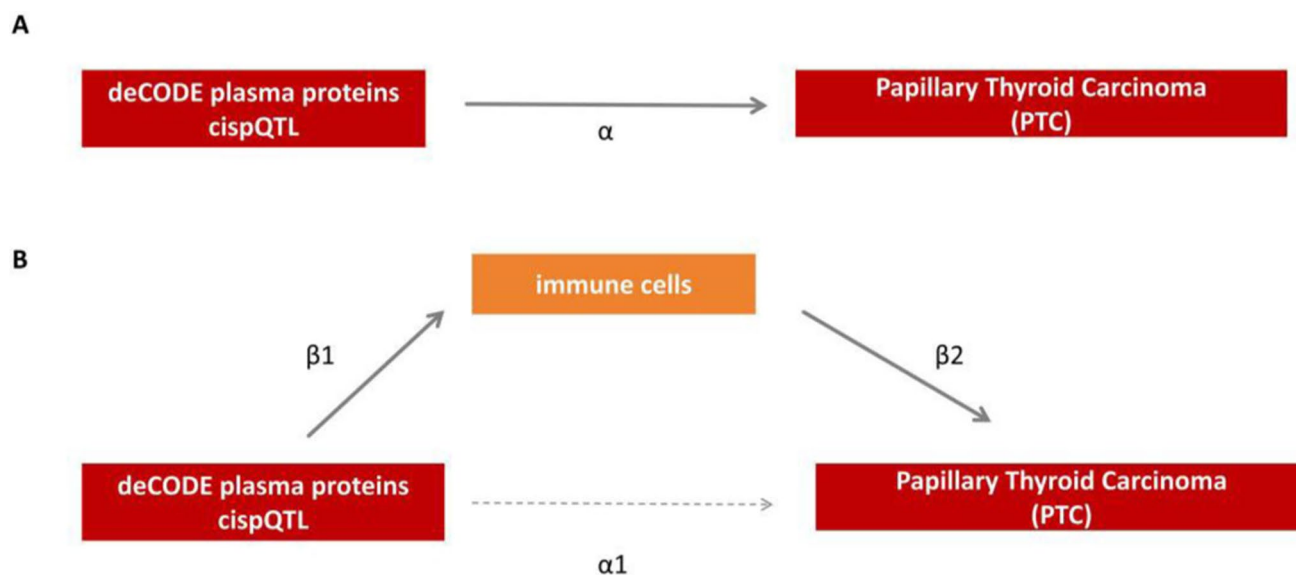 A
deCODE plasma proteins
cispQTL
α
Papillary Thyroid Carcinoma
(PTC)
B
immune cells
β1
β2
deCODE plasma proteins
cispQTL
α1
Papillary Thyroid Carcinoma
(PTC)